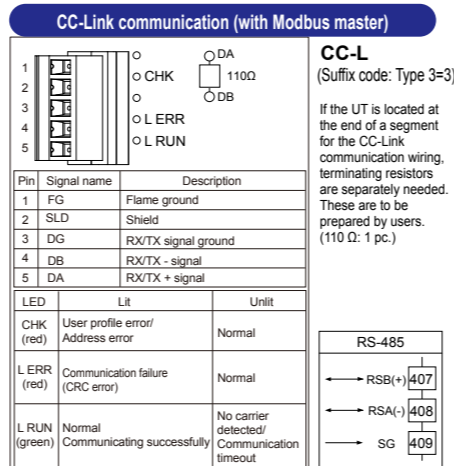 CC-Link communication (with Modbus master)
1
2
3
4
5
CHK
L ERR
L RUN
DA
110Ω
DB
CC-L
(Suffix code: Type 3=3)
If the UT is located at
the end of a segment
for the CC-Link
communication wiring,
terminating resistors
are separately needed.
These are to be
prepared by users.
(110 Ω: 1 pc.)
Pin Signal name Description
1 FG Flame ground
2 SLD Shield
3 DG RX/TX signal ground
4 DB RX/TX - signal
5 DA RX/TX + signal
LED Lit Unlit
CHK
(red)
User profile error/
Address error
Normal
L ERR
(red)
Communication failure
(CRC error)
Normal
L RUN
(green)
Normal
Communicating successfully
No carrier
detected/
Communication
timeout
RS-485
RSB(+) 407
RSA(-) 408
SG 409